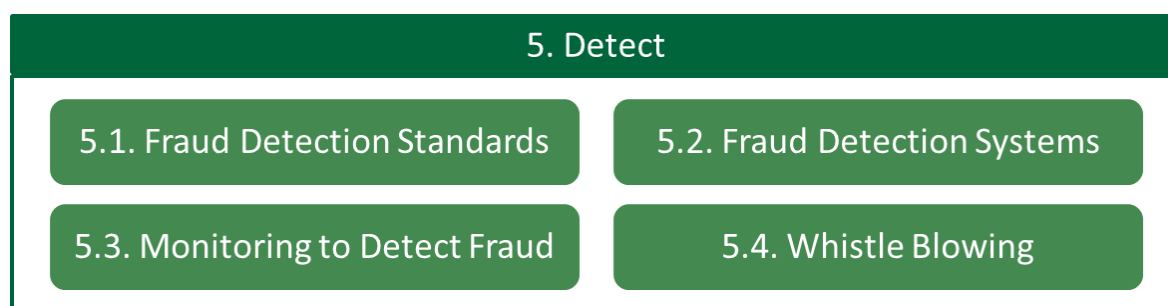 5. Detect
5.1. Fraud Detection Standards
5.2. Fraud Detection Systems
5.3. Monitoring to Detect Fraud
5.4. Whistle Blowing